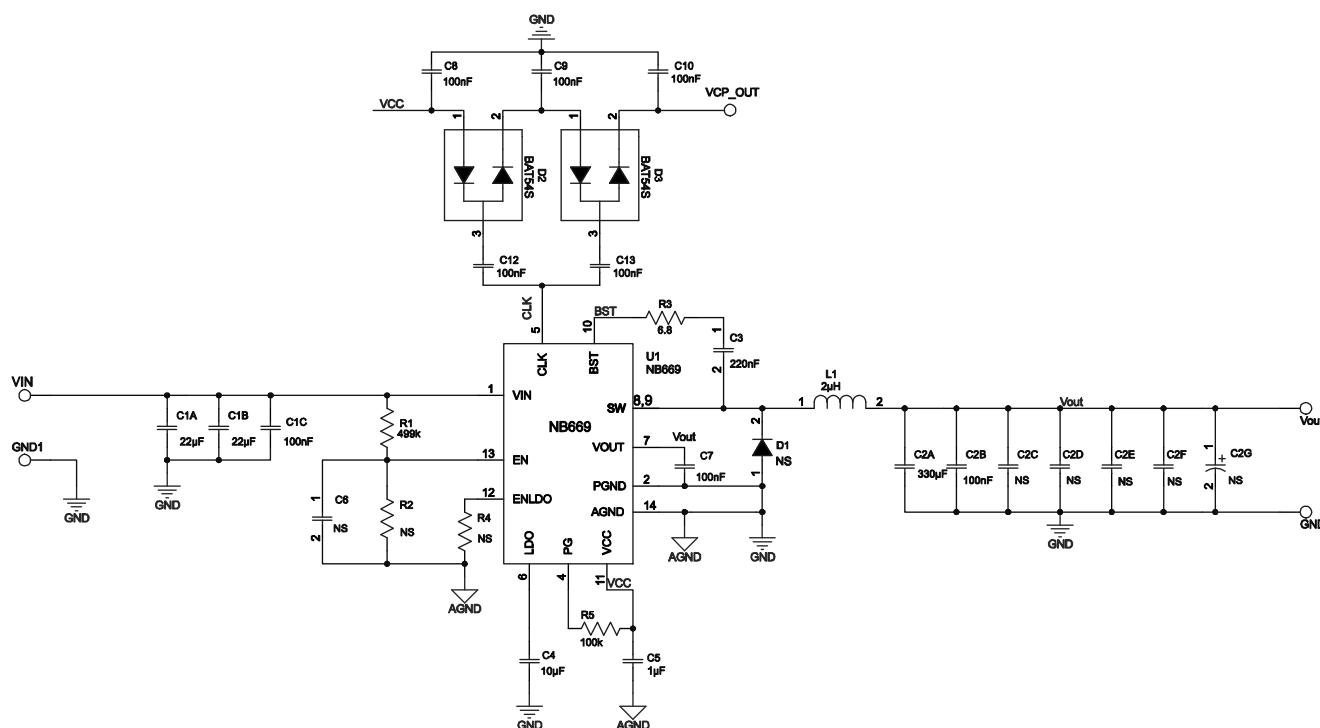 GND
C8
100nF
C9
100nF
C10
100nF
VCC
VCP_OUT
1
2
1
2
D2
BAT54S
D3
BAT54S
3
3
C12
100nF
C13
100nF
CLK
5
BST
10
R3
6.8
1
C3
220nF
2
U1
NB669
CLK
BST
VIN
1
VIN
SW
8,9
L1
2µH
1
2
Vout
Vou
C1A
22µF
C1B
22µF
C1C
100nF
R1
499k
NB669
GND1
GND
GND
13
EN
VOUT
7
Vout
C7
100nF
2
D1
NS
1
C2A
330µF
C2B
100nF
C2C
NS
C2D
NS
C2E
NS
C2F
NS
1
C2G
+
NS
2
12
ENLDO
PGND
2
AGND
14
1
C6
NS
2
R2
NS
R4
NS
LDO
PG
VCC
AGND
GND
GND
GND
AGND
6
4
11
VCC
R5
100k
C4
10µF
C5
1µF
GND
AGND